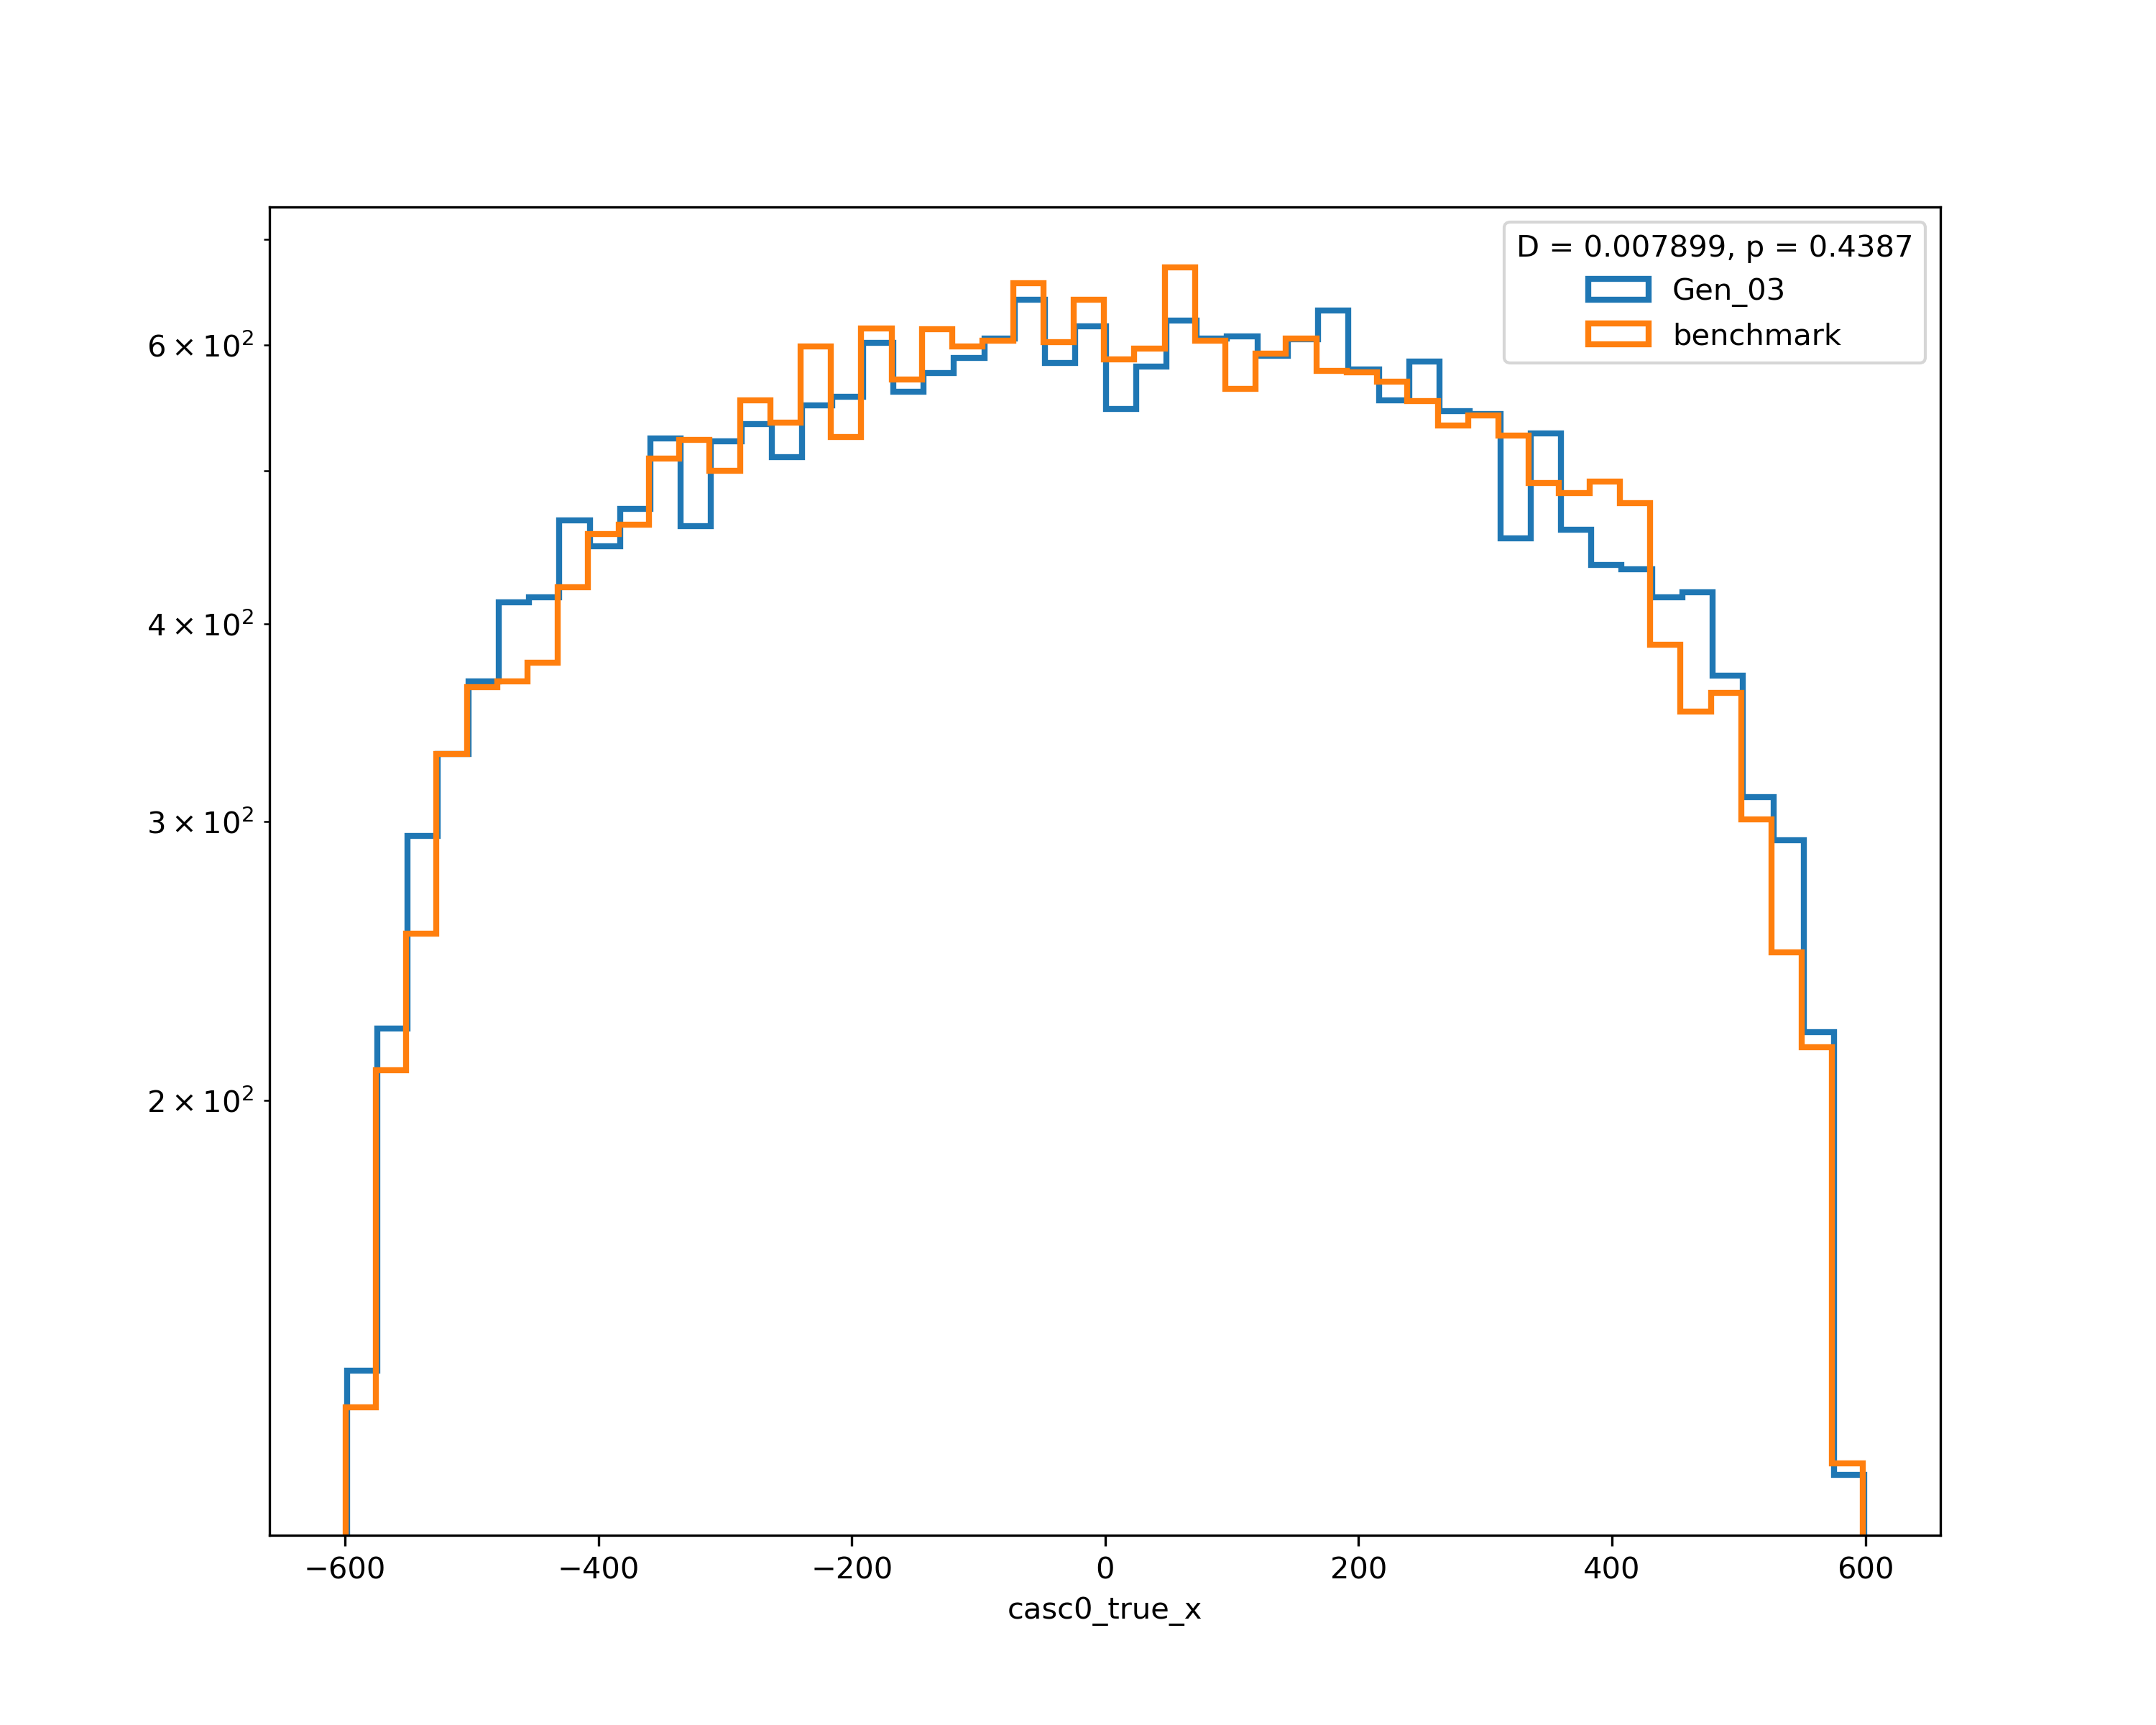 D = 0.007899, p = 0.4387
Gen_03
benchmark
6 × 10²
4 × 10²
3 × 10²
2 × 10²
−600 −400 −200 0 200 400 600
casc0_true_x